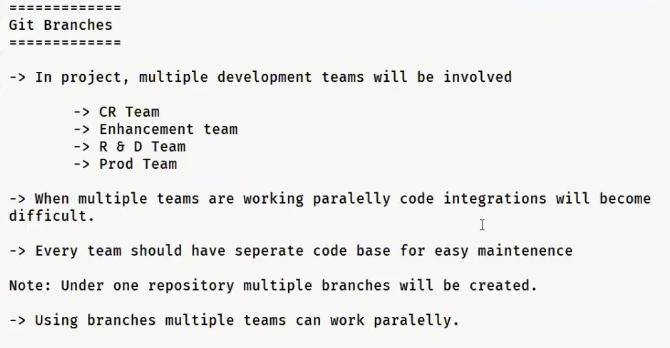 =============
Git Branches
=============
-> In project, multiple development teams will be involved
-> CR Team
-> Enhancement team
-> R & D Team
-> Prod Team
-> When multiple teams are working paralelly code integrations will become
difficult.
-> Every team should have seperate code base for easy maintenence
Note: Under one repository multiple branches will be created.
-> Using branches multiple teams can work paralelly.